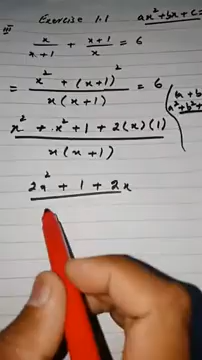 Exercise 1.1
ax² + bx + c =
iii
x/x+1 + x+1/x = 6
= x² + (x+1)²/x(x+1) = 6
x² + x² + 1 + 2(x)(1)/x(x+1)
2x² + 1 + 2x